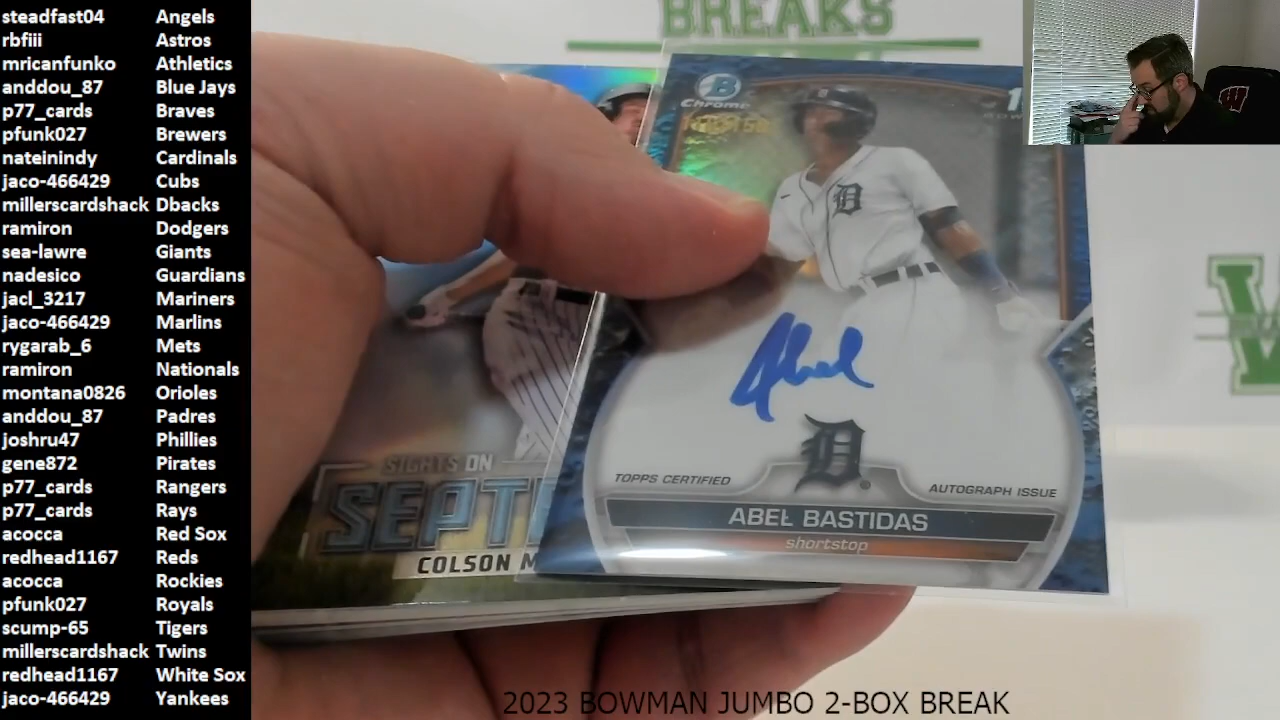 steadfast04 Angels
rbfiii Astros
mricanfunko Athletics
anddou_87 Blue Jays
p77_cards Braves
pfunk027 Brewers
nateinindy Cardinals
jaco-466429 Cubs
millerscardshack Dbacks
ramiron Dodgers
sea-lawre Giants
nadesico Guardians
jacl_3217 Mariners
jaco-466429 Marlins
rygarab_6 Mets
ramiron Nationals
montana0826 Orioles
anddou_87 Padres
joshru47 Phillies
gene872 Pirates
p77_cards Rangers
p77_cards Rays
acocca Red Sox
redhead1167 Reds
acocca Rockies
pfunk027 Royals
scump-65 Tigers
millerscardshack Twins
redhead1167 White Sox
jaco-466429 Yankees
BREAKS
B
Chrome
D
Abel
D
TOPPS CERTIFIED
AUTOGRAPH ISSUE
ABEL BASTIDAS
shortstop
SIGHTS ON
SEPT
COLSON M
W
2023 BOWMAN JUMBO 2-BOX BREAK